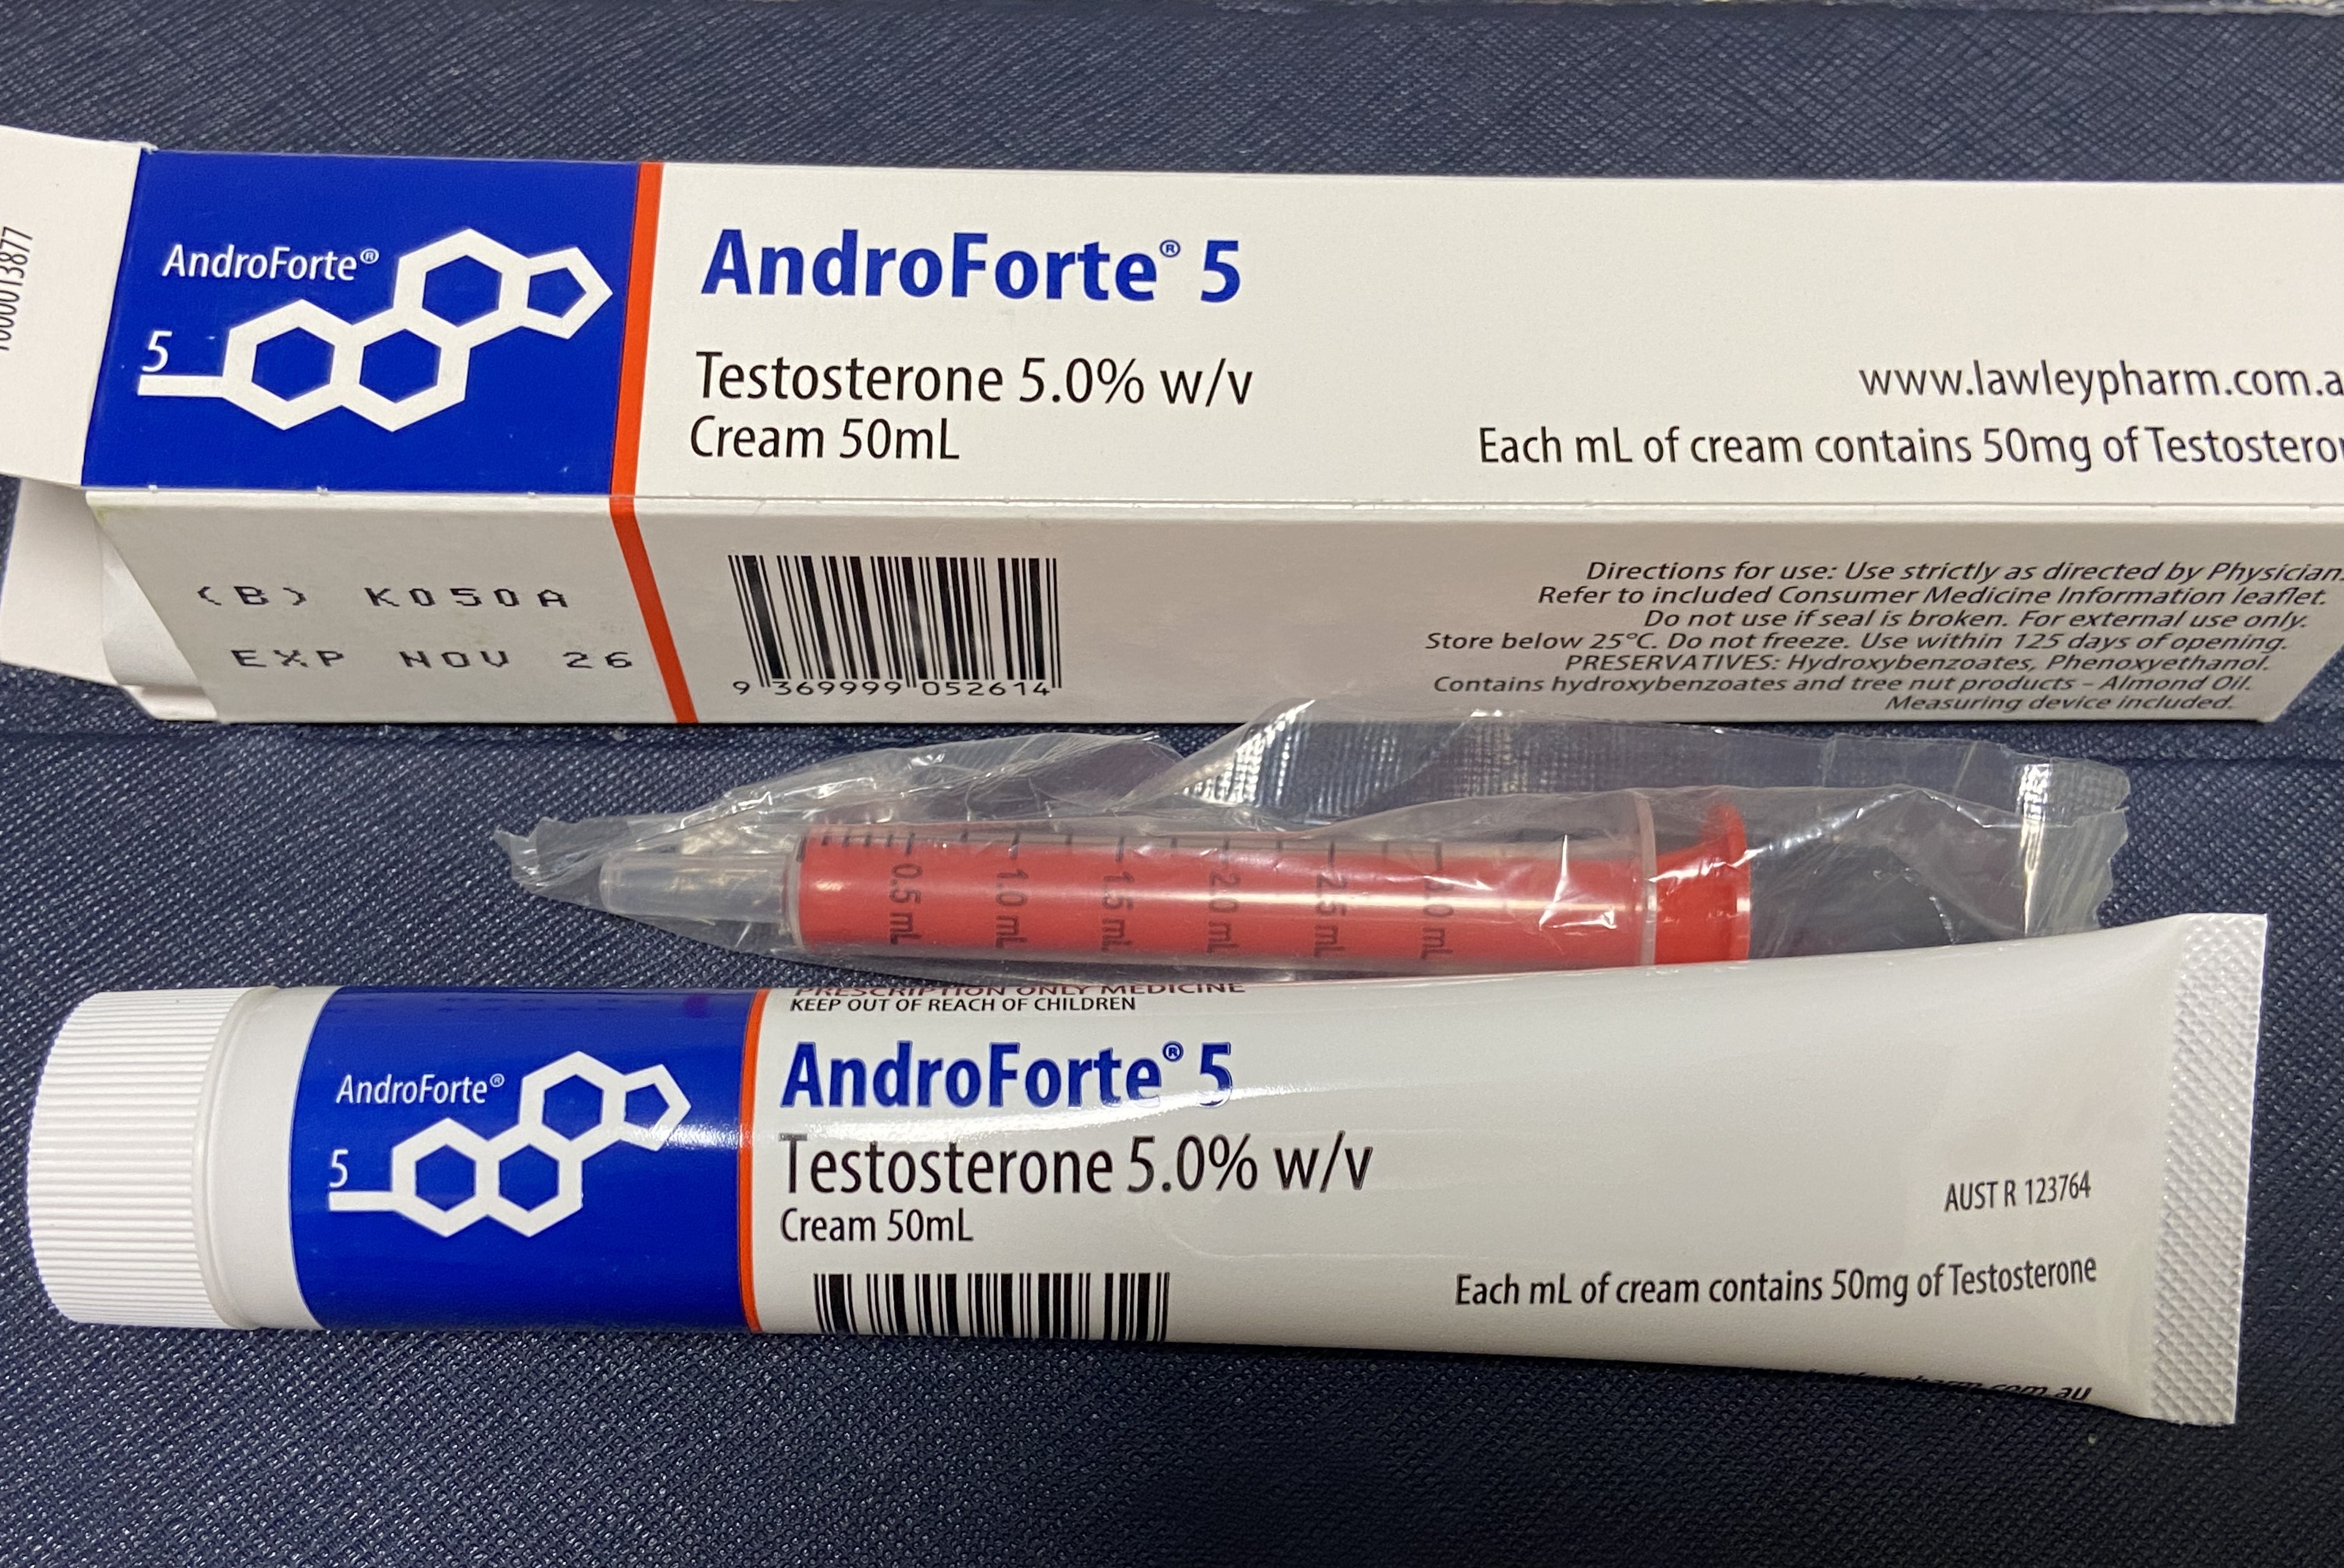 AndroForte®
5
AndroForte® 5
Testosterone 5.0% w/v
Cream 50mL
www.lawleypharm.com.a
Each mL of cream contains 50mg of Testostero
(B) K050A
EXP NOV 26
9 369999 052614
Directions for use: Use strictly as directed by Physician.
Refer to included Consumer Medicine Information leaflet.
Do not use if seal is broken. For external use only.
Store below 25°C. Do not freeze. Use within 125 days of opening.
PRESERVATIVES: Hydroxybenzoates, Phenoxyethanol.
Contains hydroxybenzoates and tree nut products – Almond Oil.
Measuring device included.
0.5 mL
1.0 mL
1.5 mL
2.0 mL
2.5 mL
3.0 mL
PRESCRIPTION ONLY MEDICINE
KEEP OUT OF REACH OF CHILDREN
AndroForte®
5
AndroForte® 5
Testosterone 5.0% w/v
Cream 50mL
AUST R 123764
Each mL of cream contains 50mg of Testosterone